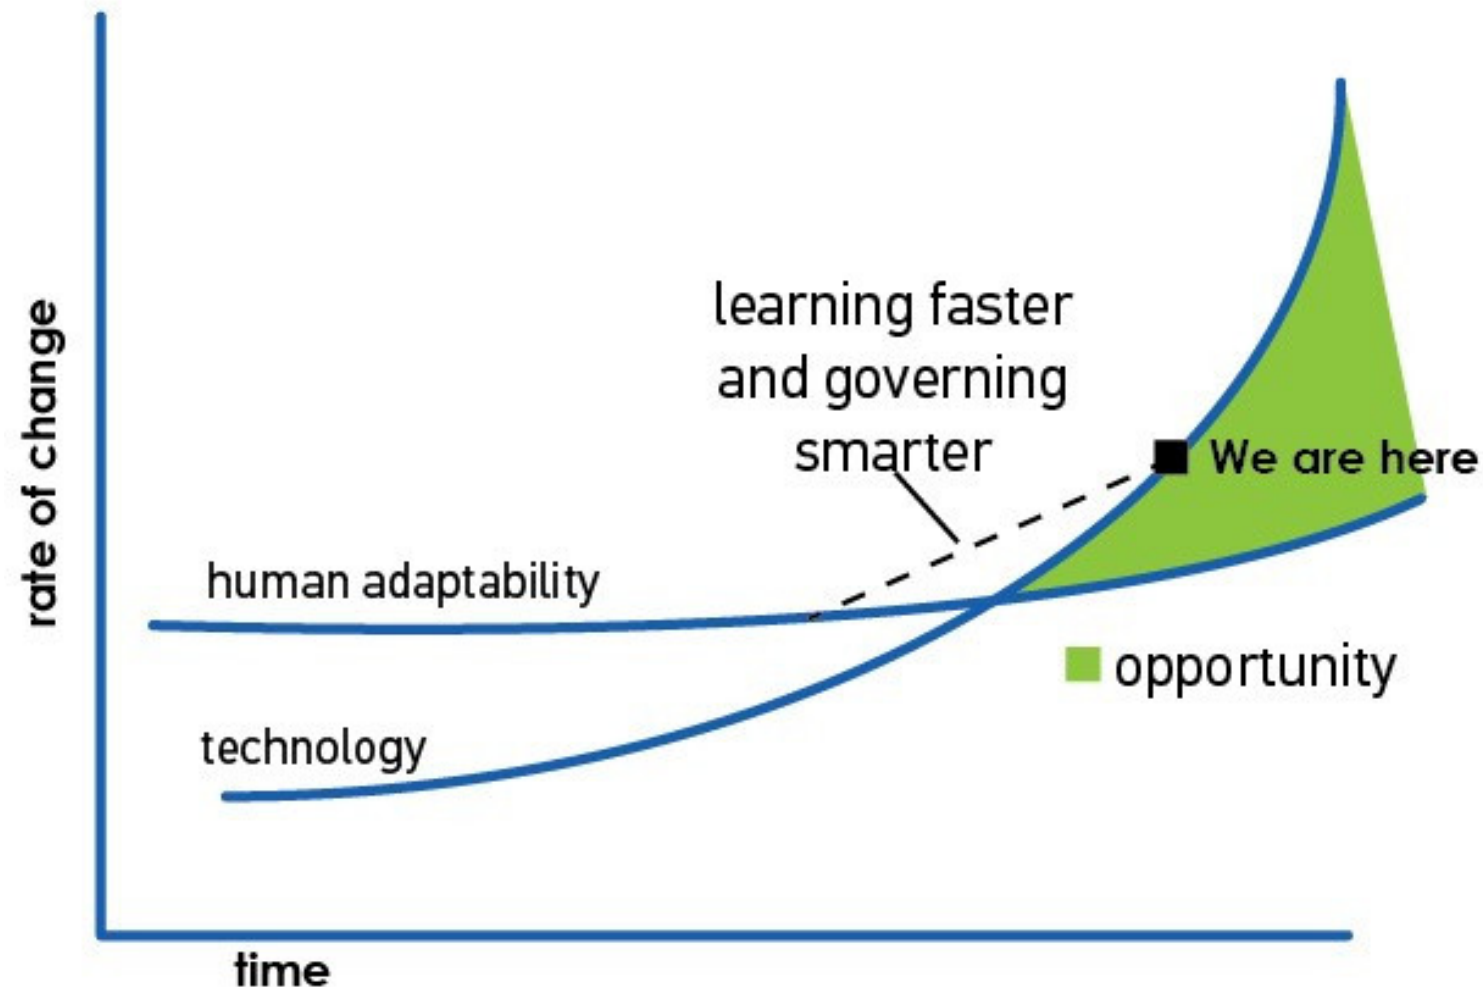 learning faster
and governing
smarter
We are here
rate of change
human adaptability
opportunity
technology
time